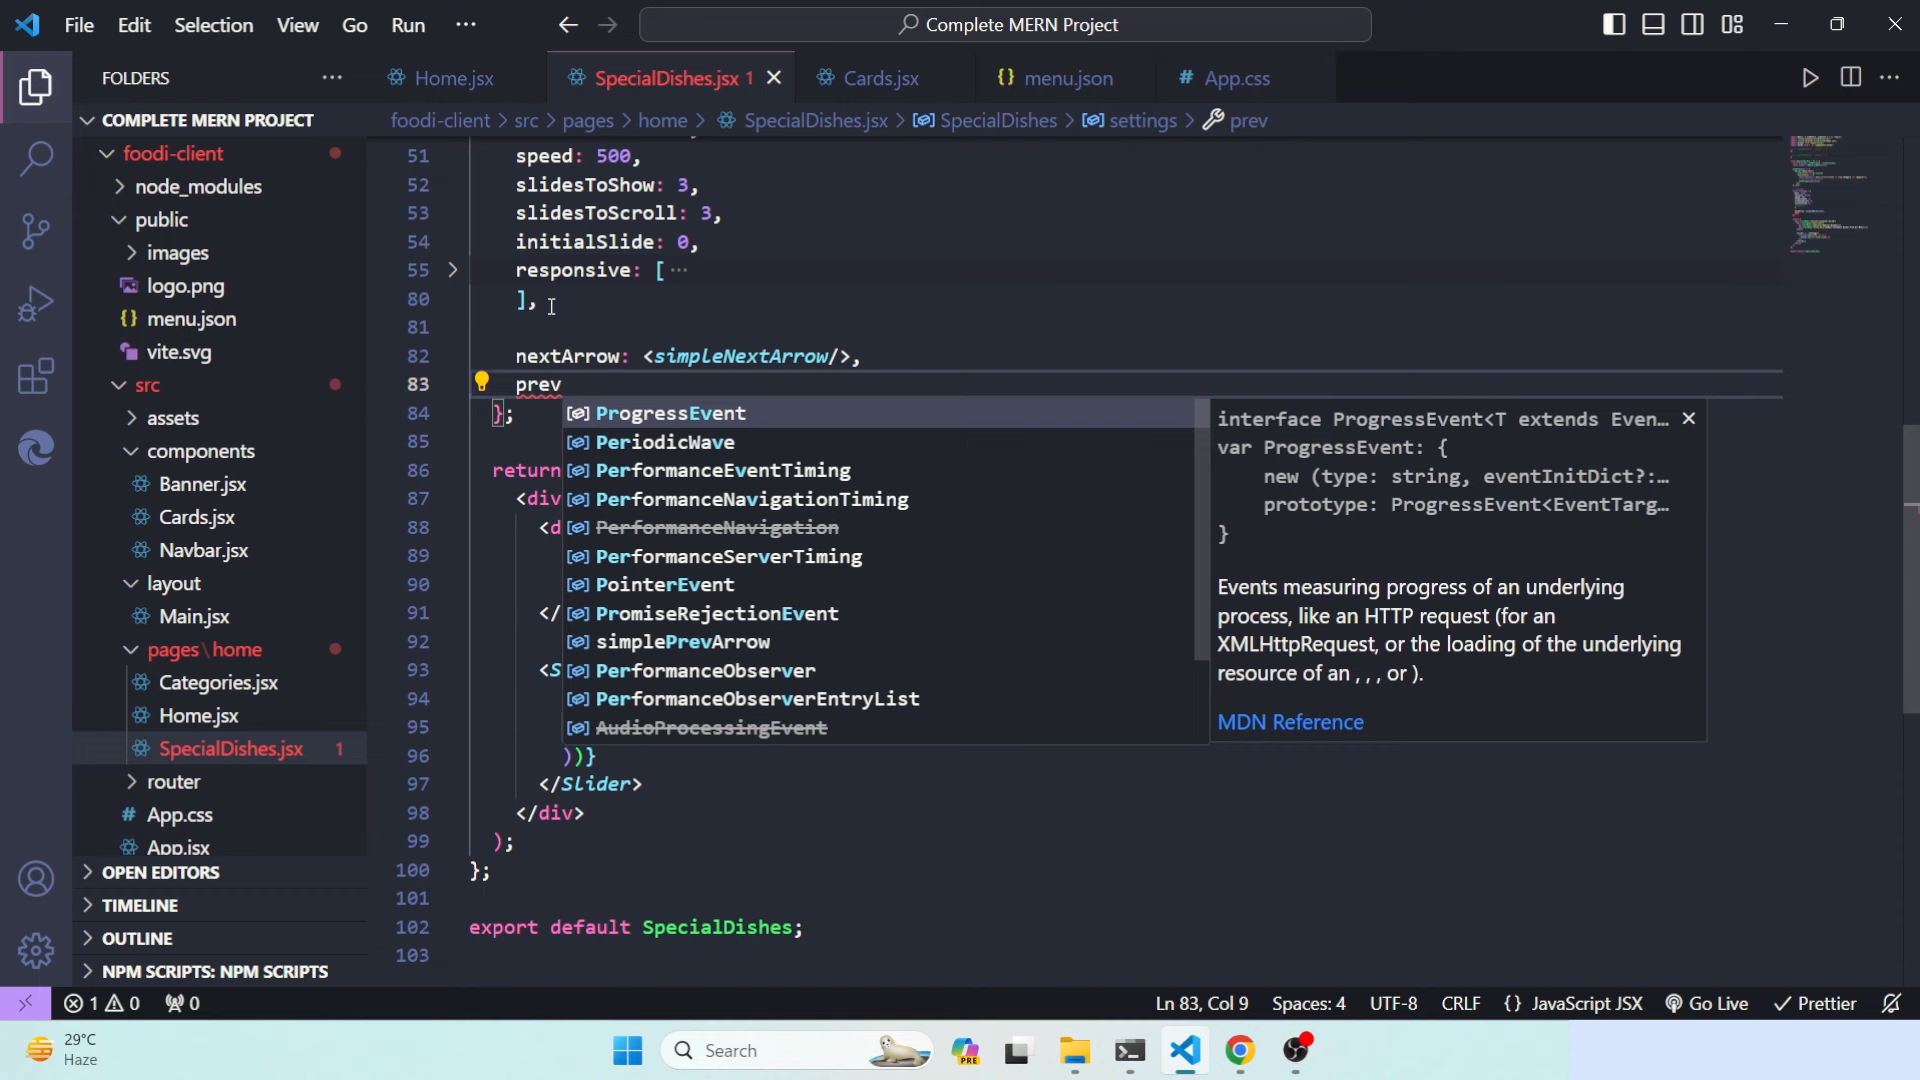 File Edit Selection View Go Run ··· Complete MERN Project
FOLDERS ···
Home.jsx SpecialDishes.jsx 1 Cards.jsx {} menu.json # App.css
foodi-client > src > pages > home > SpecialDishes.jsx > SpecialDishes > settings > prev
COMPLETE MERN PROJECT
foodi-client
node_modules
public
images
logo.png
{} menu.json
vite.svg
src
assets
components
Banner.jsx
Cards.jsx
Navbar.jsx
layout
Main.jsx
pages\home
Categories.jsx
Home.jsx
SpecialDishes.jsx 1
router
# App.css
App.jsx
OPEN EDITORS
TIMELINE
OUTLINE
NPM SCRIPTS: NPM SCRIPTS
51 speed: 500,
52 slidesToShow: 3,
53 slidesToScroll: 3,
54 initialSlide: 0,
55 responsive: [ ···
80 ],
81
82 nextArrow: <simpleNextArrow/>,
83 prev
84 };
85
86 return
87 <div
88 <d
89
90
91 </
92
93 <S
94
95
96 ))}
97 </Slider>
98 </div>
99 );
100 };
101
102 export default SpecialDishes;
103
ProgressEvent
PeriodicWave
PerformanceEventTiming
PerformanceNavigationTiming
PerformanceNavigation
PerformanceServerTiming
PointerEvent
PromiseRejectionEvent
simplePrevArrow
PerformanceObserver
PerformanceObserverEntryList
AudioProcessingEvent
interface ProgressEvent<T extends Even…
var ProgressEvent: {
new (type: string, eventInitDict?:…
prototype: ProgressEvent<EventTarg…
}
Events measuring progress of an underlying
process, like an HTTP request (for an
XMLHttpRequest, or the loading of the underlying
resource of an , , , or ).
MDN Reference
1 0 0 Ln 83, Col 9 Spaces: 4 UTF-8 CRLF {} JavaScript JSX Go Live Prettier
29°C
Haze
Search
PRE